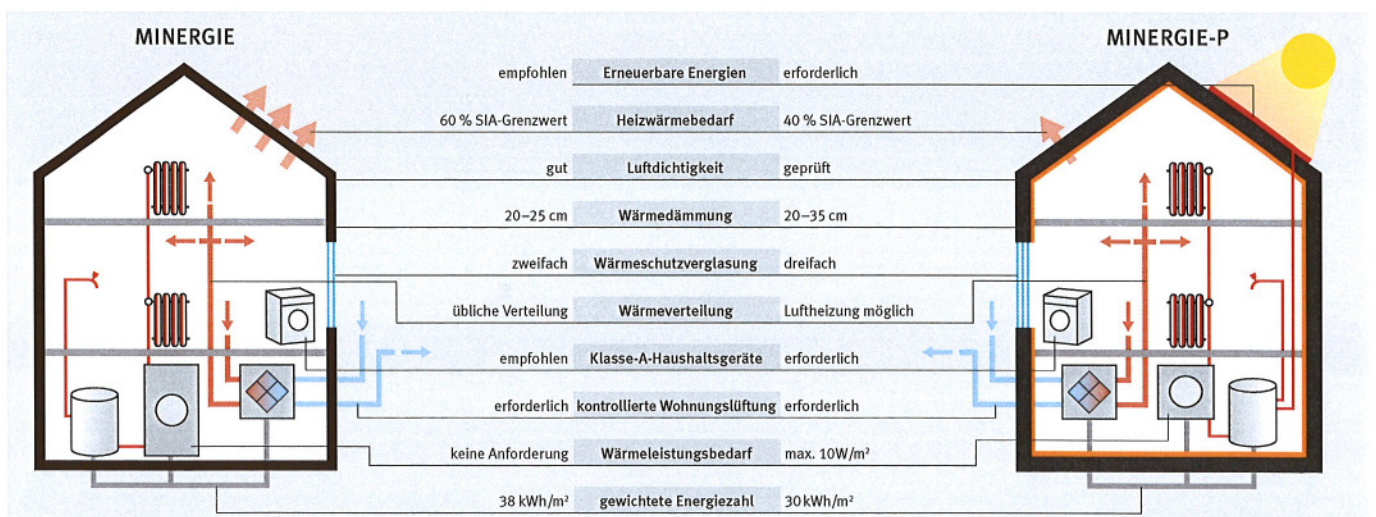 MINERGIE
MINERGIE-P
empfohlen Erneuerbare Energien erforderlich
60 % SIA-Grenzwert Heizwärmebedarf 40 % SIA-Grenzwert
gut Luftdichtigkeit geprüft
20–25 cm Wärmedämmung 20–35 cm
zweifach Wärmeschutzverglasung dreifach
übliche Verteilung Wärmeverteilung Luftheizung möglich
empfohlen Klasse-A-Haushaltsgeräte erforderlich
erforderlich kontrollierte Wohnungslüftung erforderlich
keine Anforderung Wärmeleistungsbedarf max. 10W/m²
38 kWh/m² gewichtete Energiezahl 30 kWh/m²